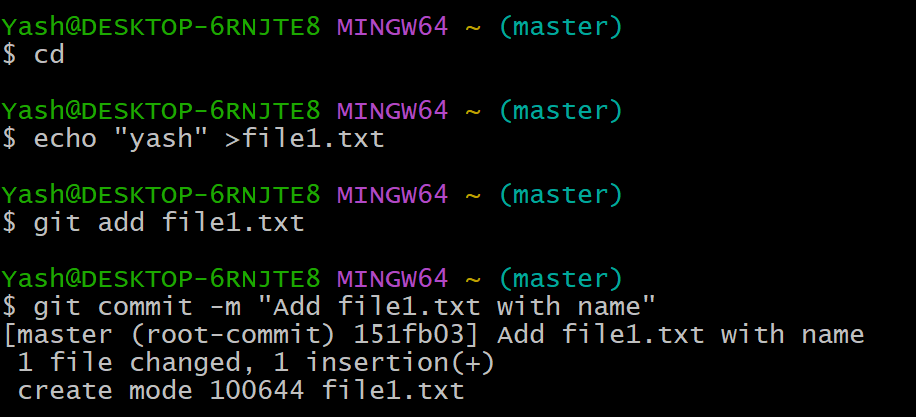 Yash@DESKTOP-6RNJTE8 MINGW64 ~ (master)
$ cd
Yash@DESKTOP-6RNJTE8 MINGW64 ~ (master)
$ echo "yash" >file1.txt
Yash@DESKTOP-6RNJTE8 MINGW64 ~ (master)
$ git add file1.txt
Yash@DESKTOP-6RNJTE8 MINGW64 ~ (master)
$ git commit -m "Add file1.txt with name"
[master (root-commit) 151fb03] Add file1.txt with name
 1 file changed, 1 insertion(+)
 create mode 100644 file1.txt